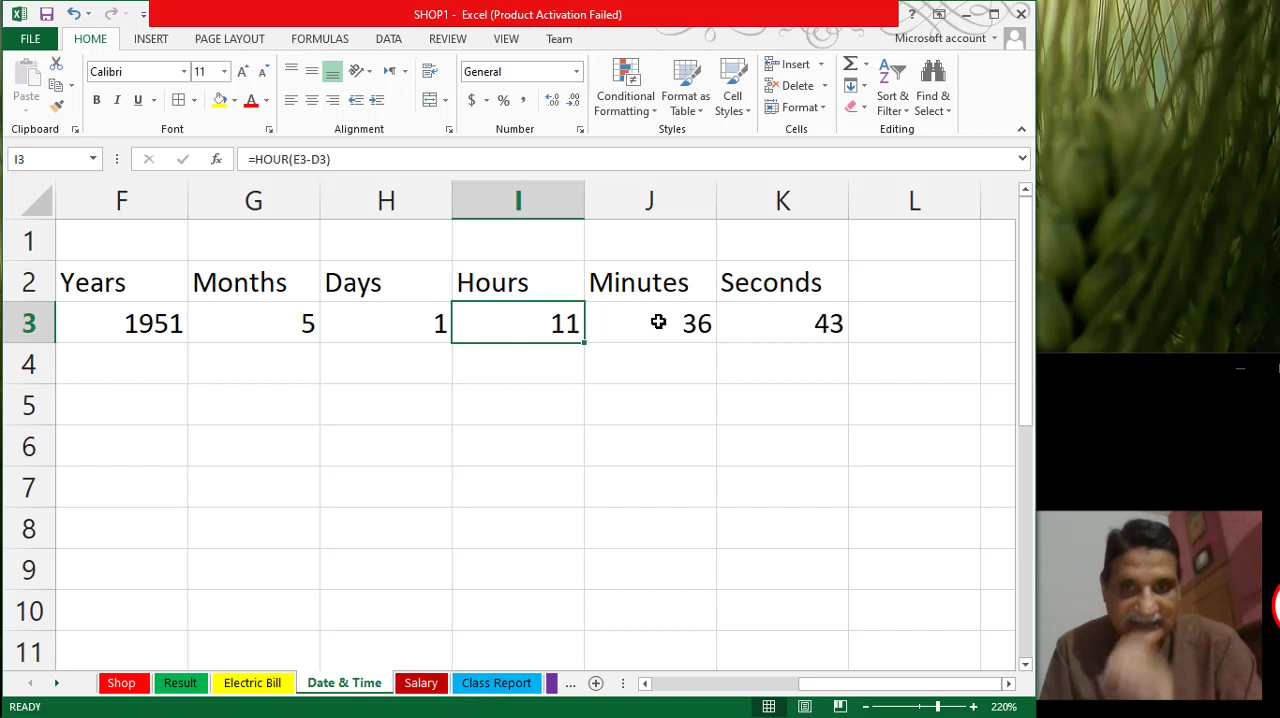 SHOP1 - Excel (Product Activation Failed)
FILE HOME INSERT PAGE LAYOUT FORMULAS DATA REVIEW VIEW Team Microsoft account
Calibri 11 General Insert
Paste B I U $ % , Conditional Formatting Format as Table Cell Styles Delete Sort & Filter Find & Select
Format
Clipboard Font Alignment Number Styles Cells Editing
I3 fx =HOUR(E3-D3)
F G H I J K L
1
2 Years Months Days Hours Minutes Seconds
3 1951 5 1 11 36 43
4
5
6
7
8
9
10
11
Shop Result Electric Bill Date & Time Salary Class Report ...
READY 220%